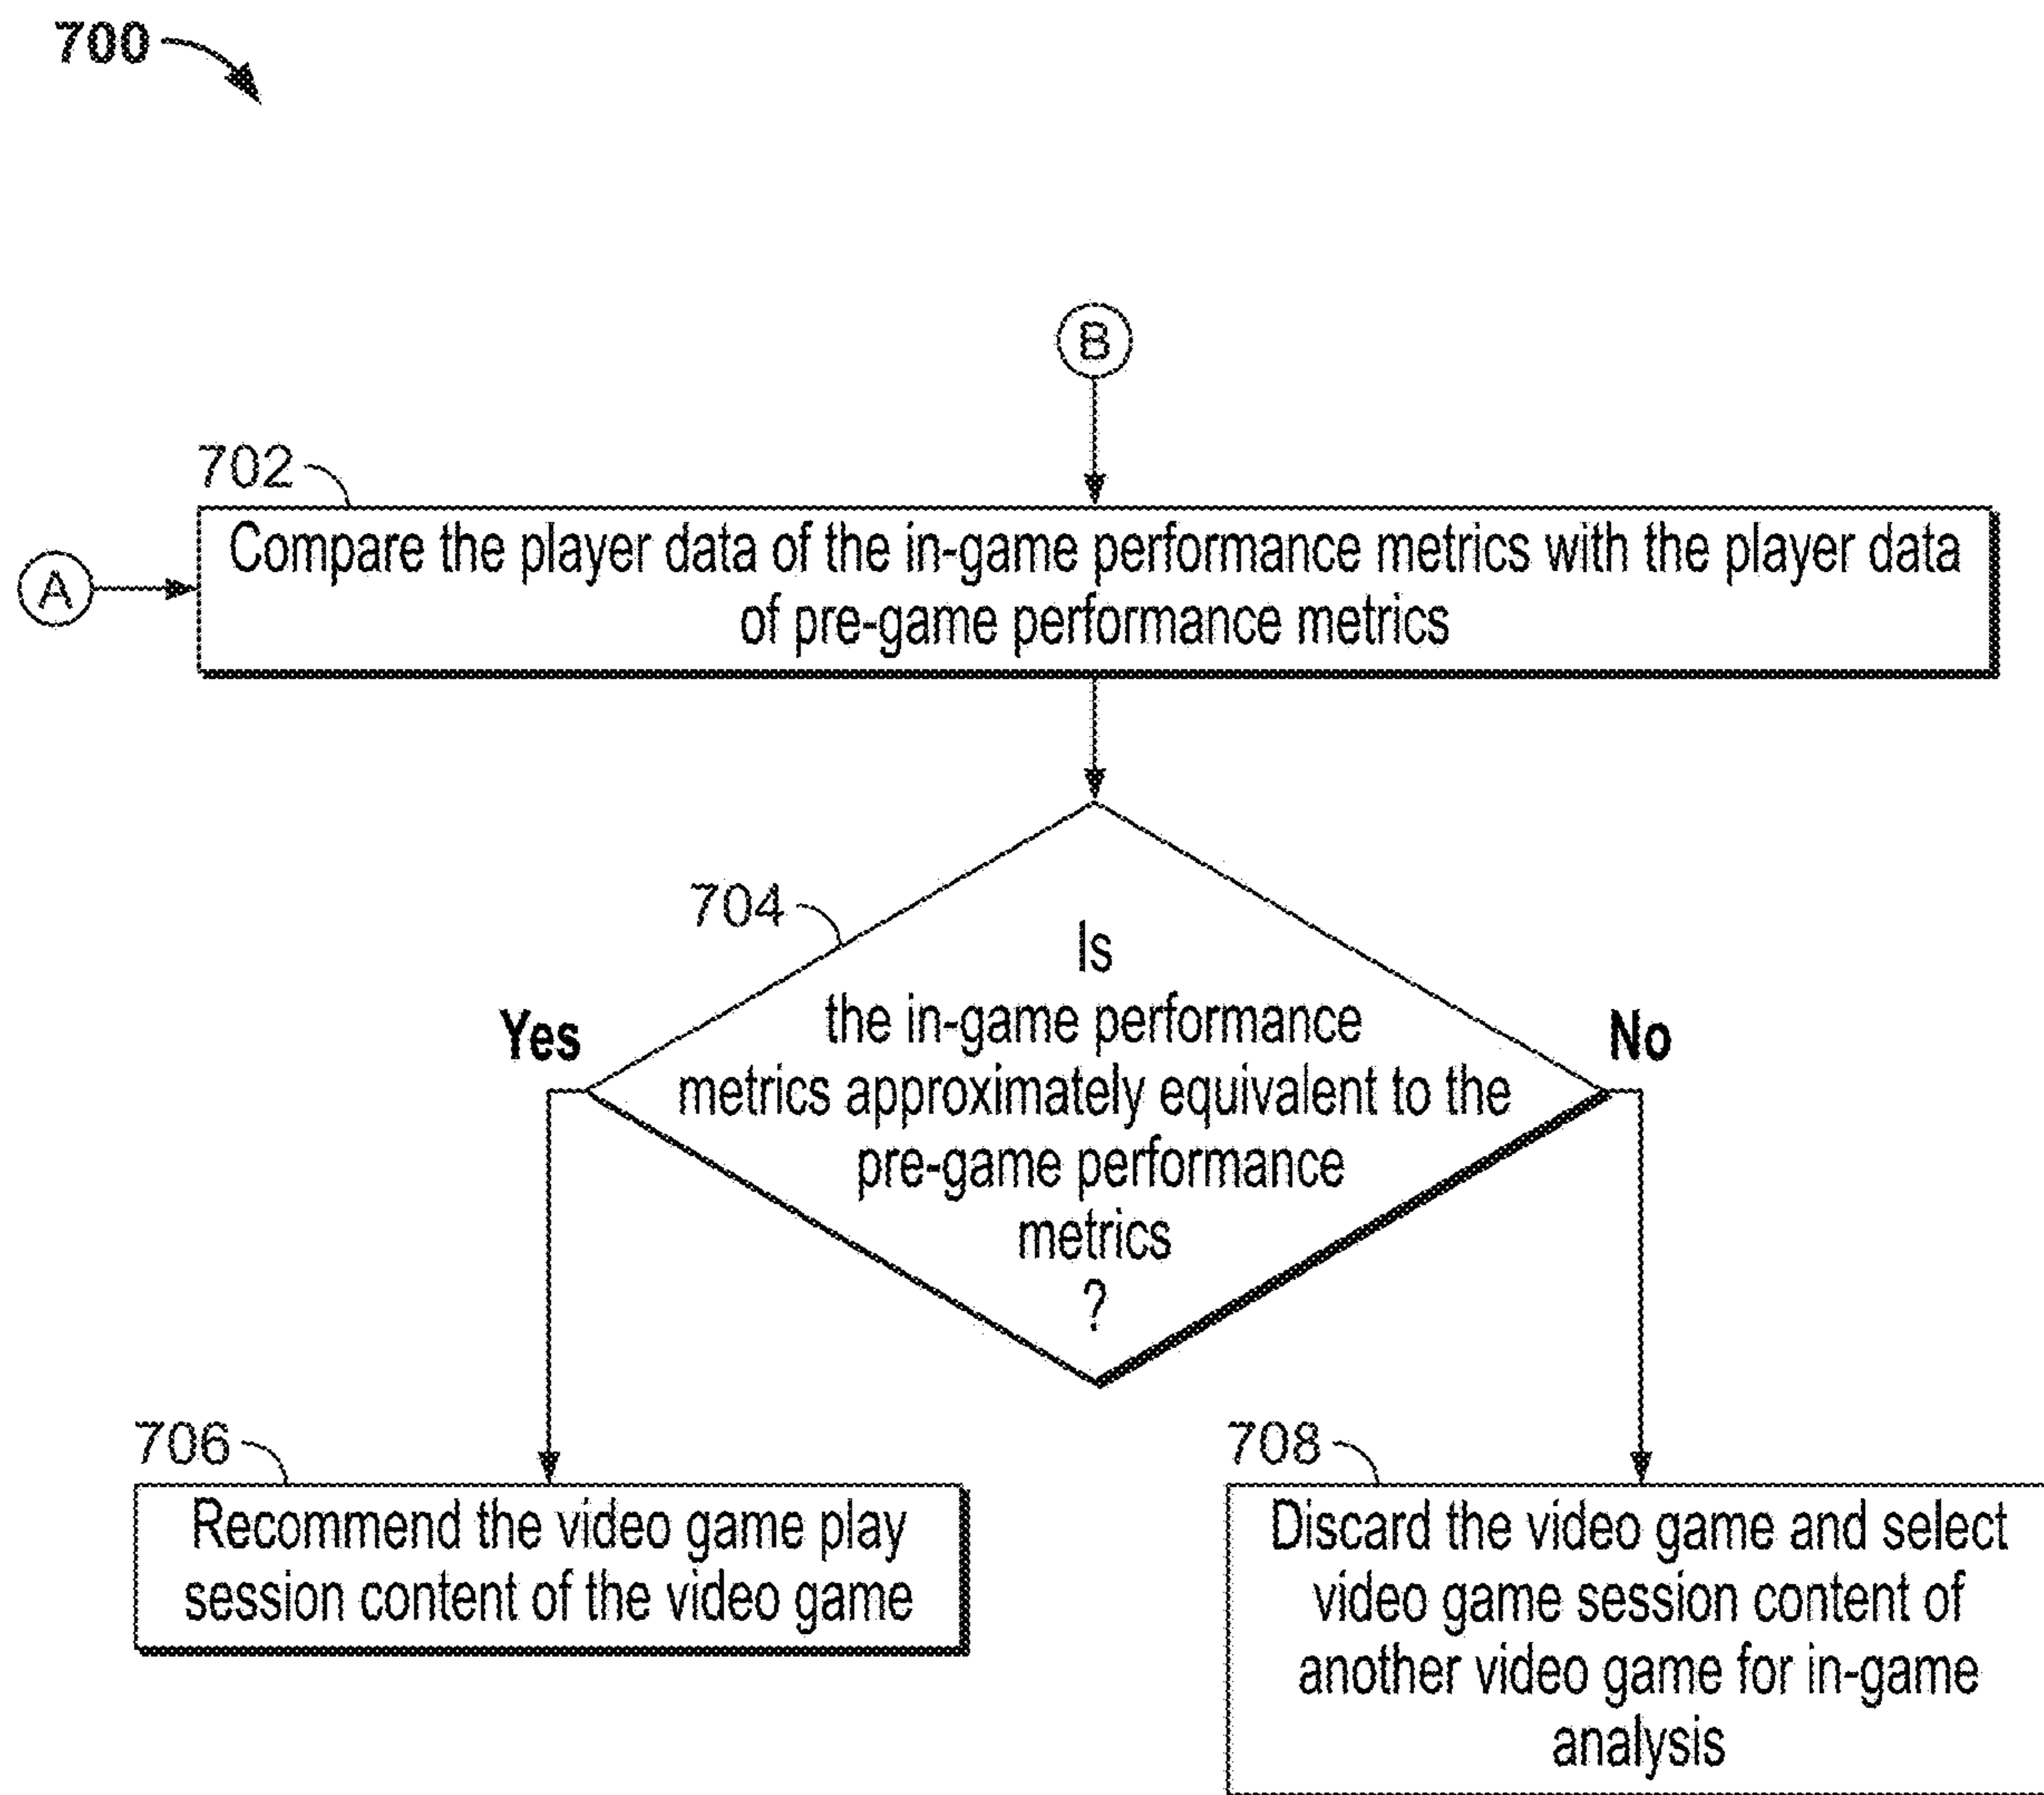 700
B
702
Compare the player data of the in-game performance metrics with the player data
of pre-game performance metrics
A
704
Is
the in-game performance
metrics approximately equivalent to the
pre-game performance
metrics
?
Yes
No
706
Recommend the video game play
session content of the video game
708
Discard the video game and select
video game session content of
another video game for in-game
analysis